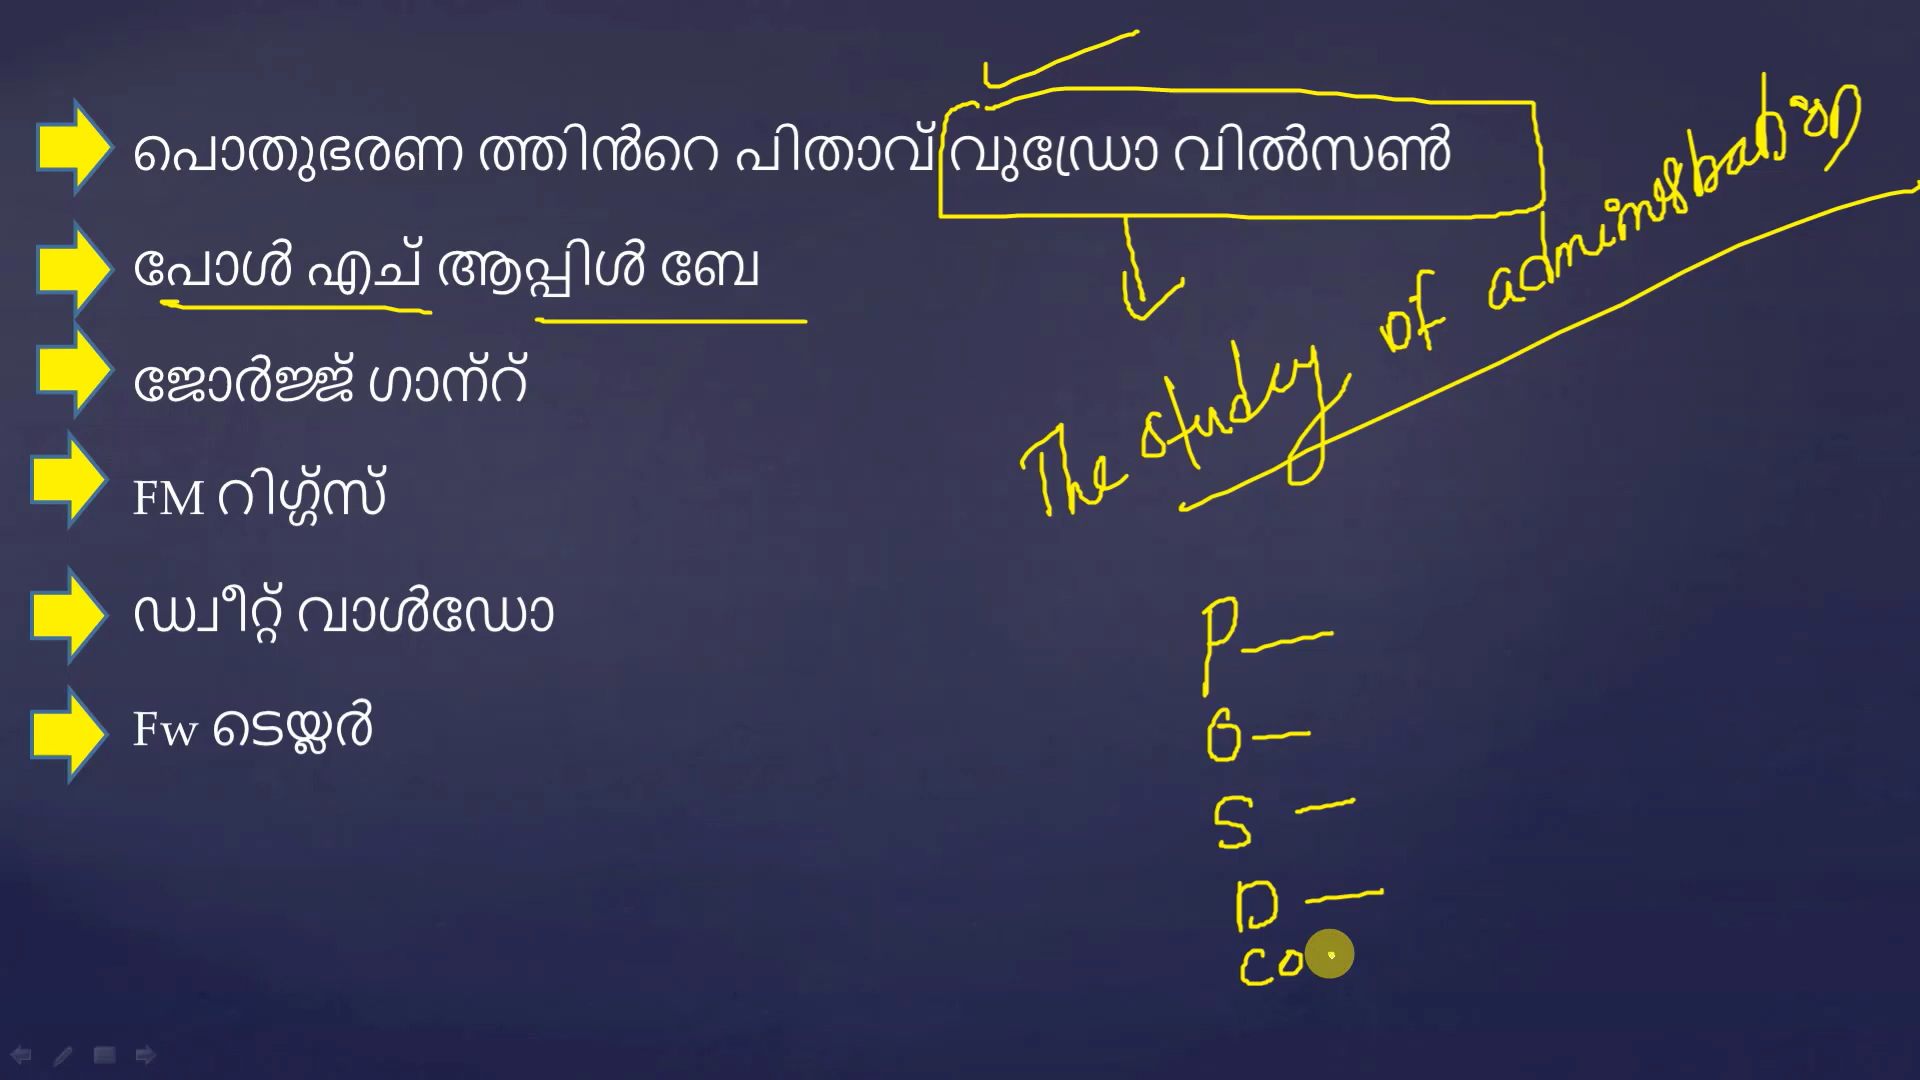 പൊതുഭരണ ത്തിൻറെ പിതാവ് വുഡ്രോ വിൽസൺ
പോൾ എച് ആപ്പിൾ ബേ
ജോർജ്ജ് ഗാന്റ്
FM റിഗ്ഗ്സ്
ഡ്വീറ്റ് വാൾഡോ
Fw ടെയ്ലർ
The study of administration
P—
O—
S —
D —
CO